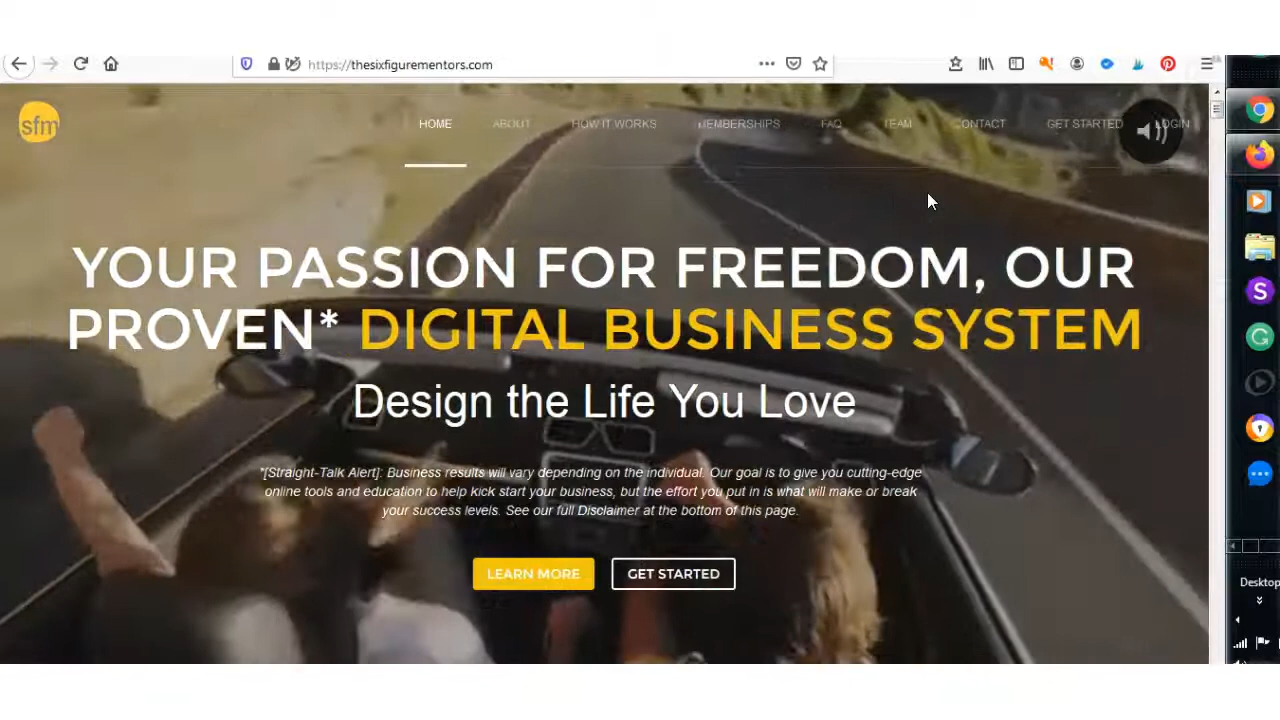 https://thesixfigurementors.com
sfm
HOME
ABOUT
HOW IT WORKS
MEMBERSHIPS
FAQ
TEAM
CONTACT
GET STARTED
LOGIN
YOUR PASSION FOR FREEDOM, OUR
PROVEN* DIGITAL BUSINESS SYSTEM
Design the Life You Love
*[Straight-Talk Alert]: Business results will vary depending on the individual. Our goal is to give you cutting-edge
online tools and education to help kick start your business, but the effort you put in is what will make or break
your success levels. See our full Disclaimer at the bottom of this page.
LEARN MORE
GET STARTED
S
G
Desktop